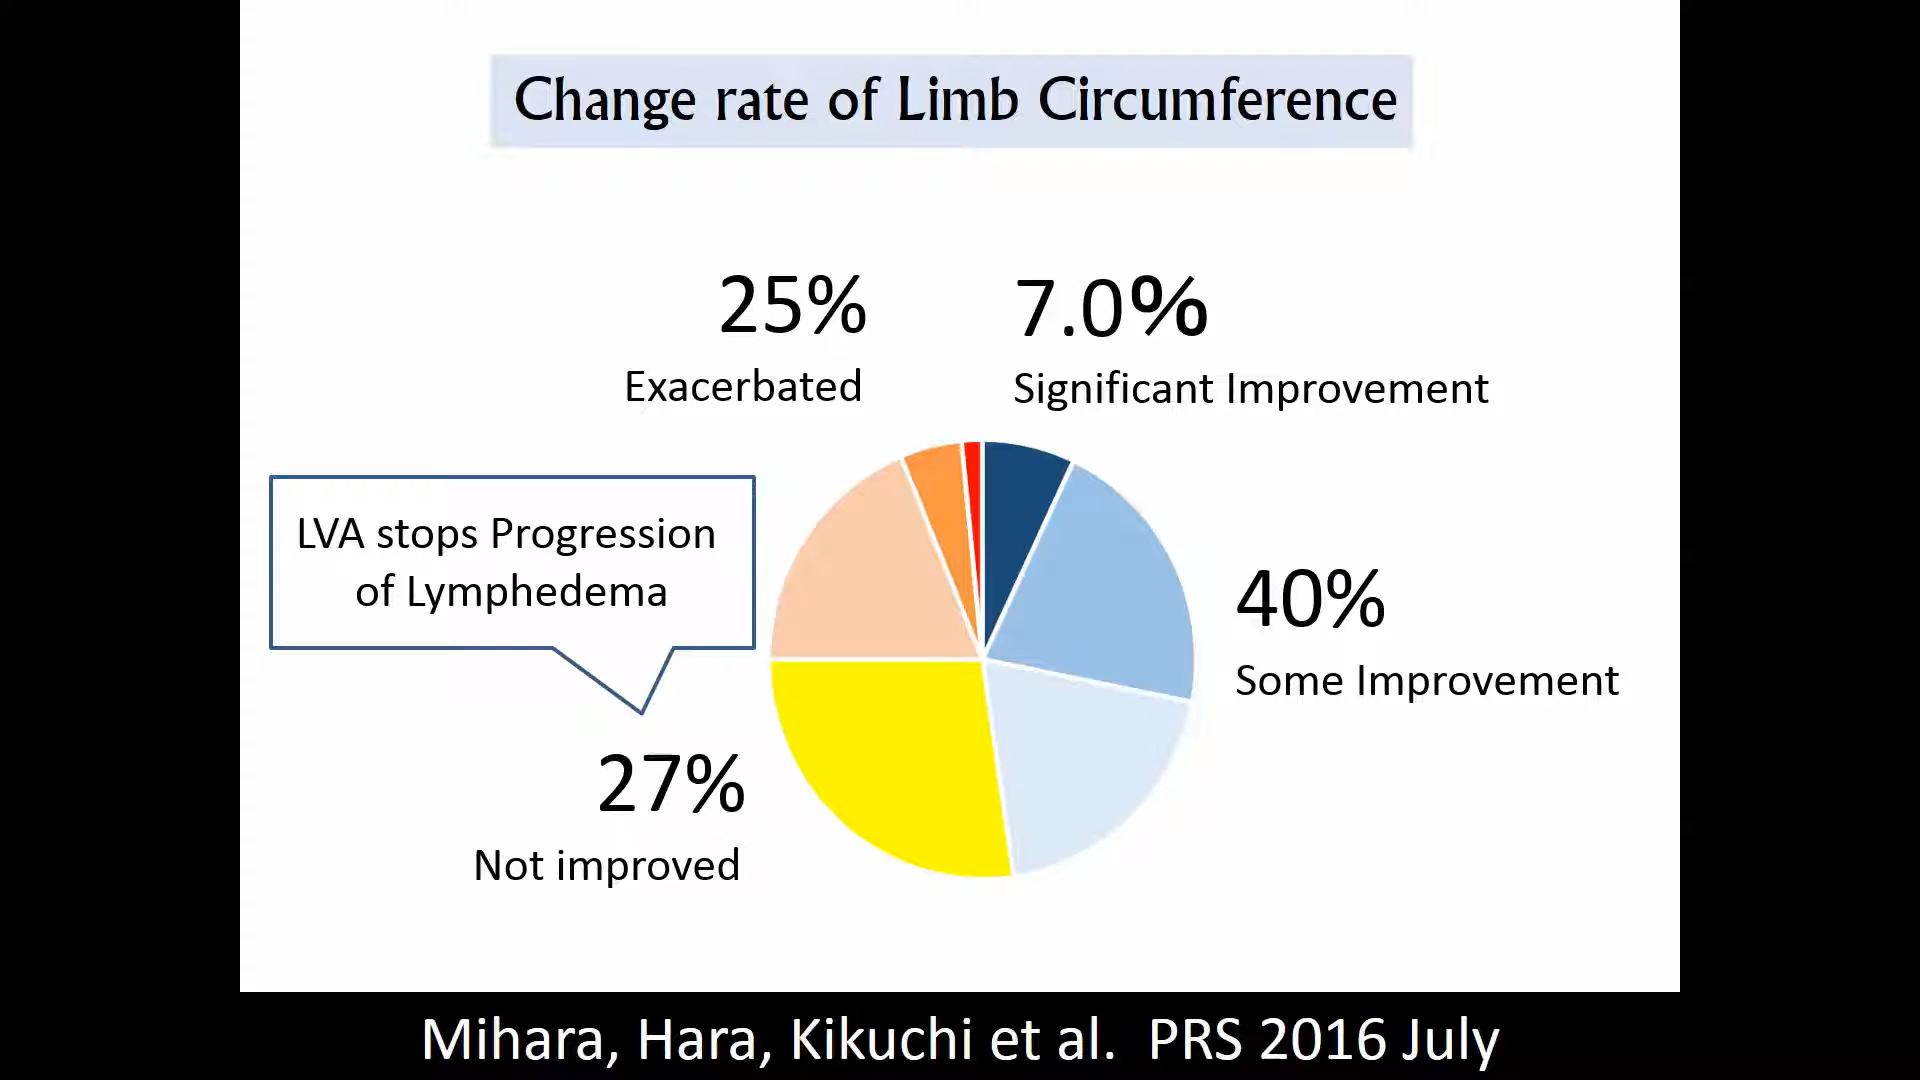 Change rate of Limb Circumference
25%
Exacerbated
7.0%
Significant Improvement
LVA stops Progression
of Lymphedema
40%
Some Improvement
27%
Not improved
Mihara, Hara, Kikuchi et al. PRS 2016 July